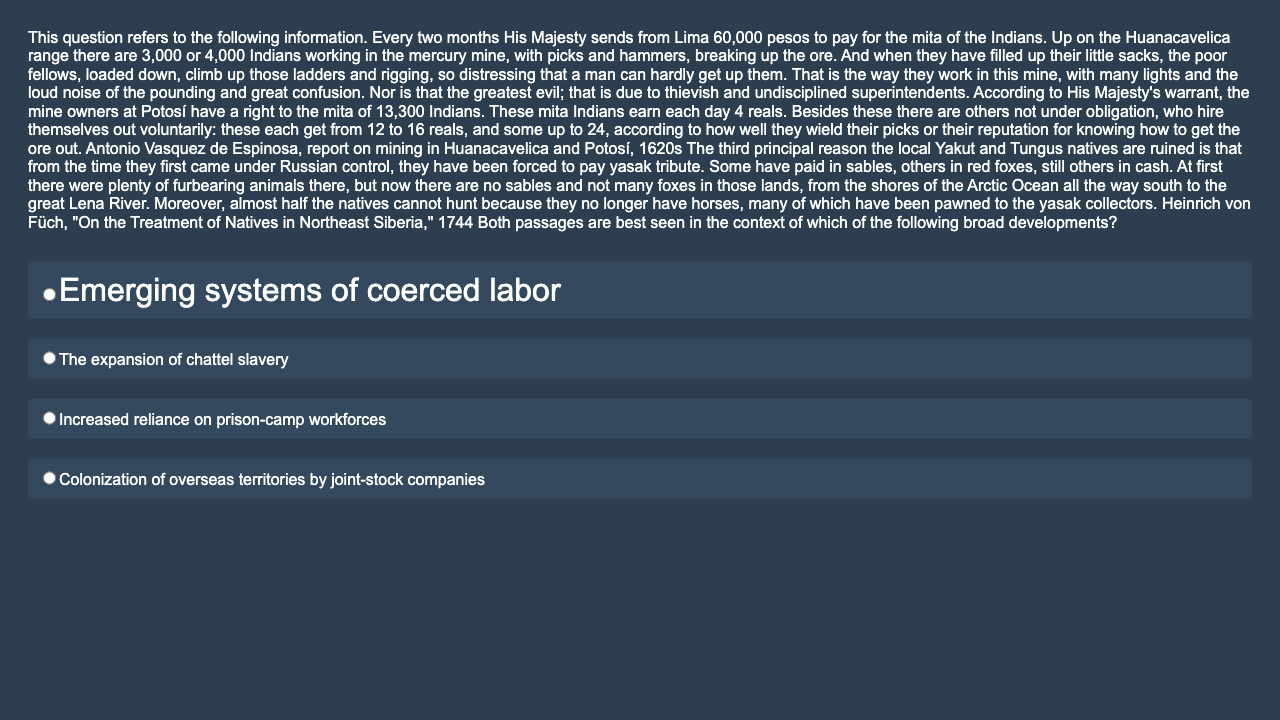 This question refers to the following information. Every two months His Majesty sends from Lima 60,000 pesos to pay for the mita of the Indians. Up on the Huanacavelica
range there are 3,000 or 4,000 Indians working in the mercury mine, with picks and hammers, breaking up the ore. And when they have filled up their little sacks, the poor
fellows, loaded down, climb up those ladders and rigging, so distressing that a man can hardly get up them. That is the way they work in this mine, with many lights and the
loud noise of the pounding and great confusion. Nor is that the greatest evil; that is due to thievish and undisciplined superintendents. According to His Majesty's warrant, the
mine owners at Potosí have a right to the mita of 13,300 Indians. These mita Indians earn each day 4 reals. Besides these there are others not under obligation, who hire
themselves out voluntarily: these each get from 12 to 16 reals, and some up to 24, according to how well they wield their picks or their reputation for knowing how to get the
ore out. Antonio Vasquez de Espinosa, report on mining in Huanacavelica and Potosí, 1620s The third principal reason the local Yakut and Tungus natives are ruined is that
from the time they first came under Russian control, they have been forced to pay yasak tribute. Some have paid in sables, others in red foxes, still others in cash. At first
there were plenty of furbearing animals there, but now there are no sables and not many foxes in those lands, from the shores of the Arctic Ocean all the way south to the
great Lena River. Moreover, almost half the natives cannot hunt because they no longer have horses, many of which have been pawned to the yasak collectors. Heinrich von
Füch, "On the Treatment of Natives in Northeast Siberia," 1744 Both passages are best seen in the context of which of the following broad developments?
Emerging systems of coerced labor
The expansion of chattel slavery
Increased reliance on prison-camp workforces
Colonization of overseas territories by joint-stock companies